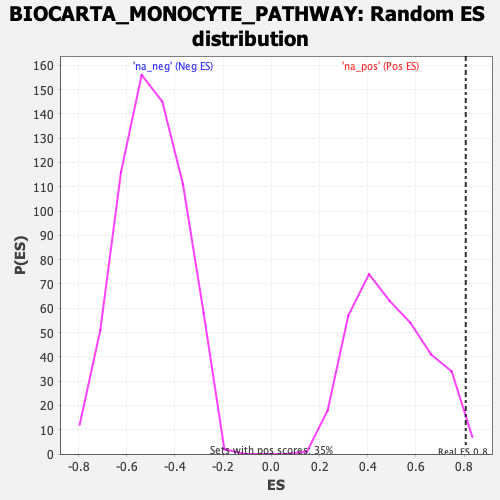 BIOCARTA_MONOCYTE_PATHWAY: Random ES
distribution
'na_neg' (Neg ES) 'na_pos' (Pos ES)
160
150
140
130
120
110
100
90
80
70
60
50
40
30
20
10
0
P(ES)
Sets with pos scores: 35% Real ES 0.8
-0.8 -0.6 -0.4 -0.2 0.0 0.2 0.4 0.6 0.8
ES